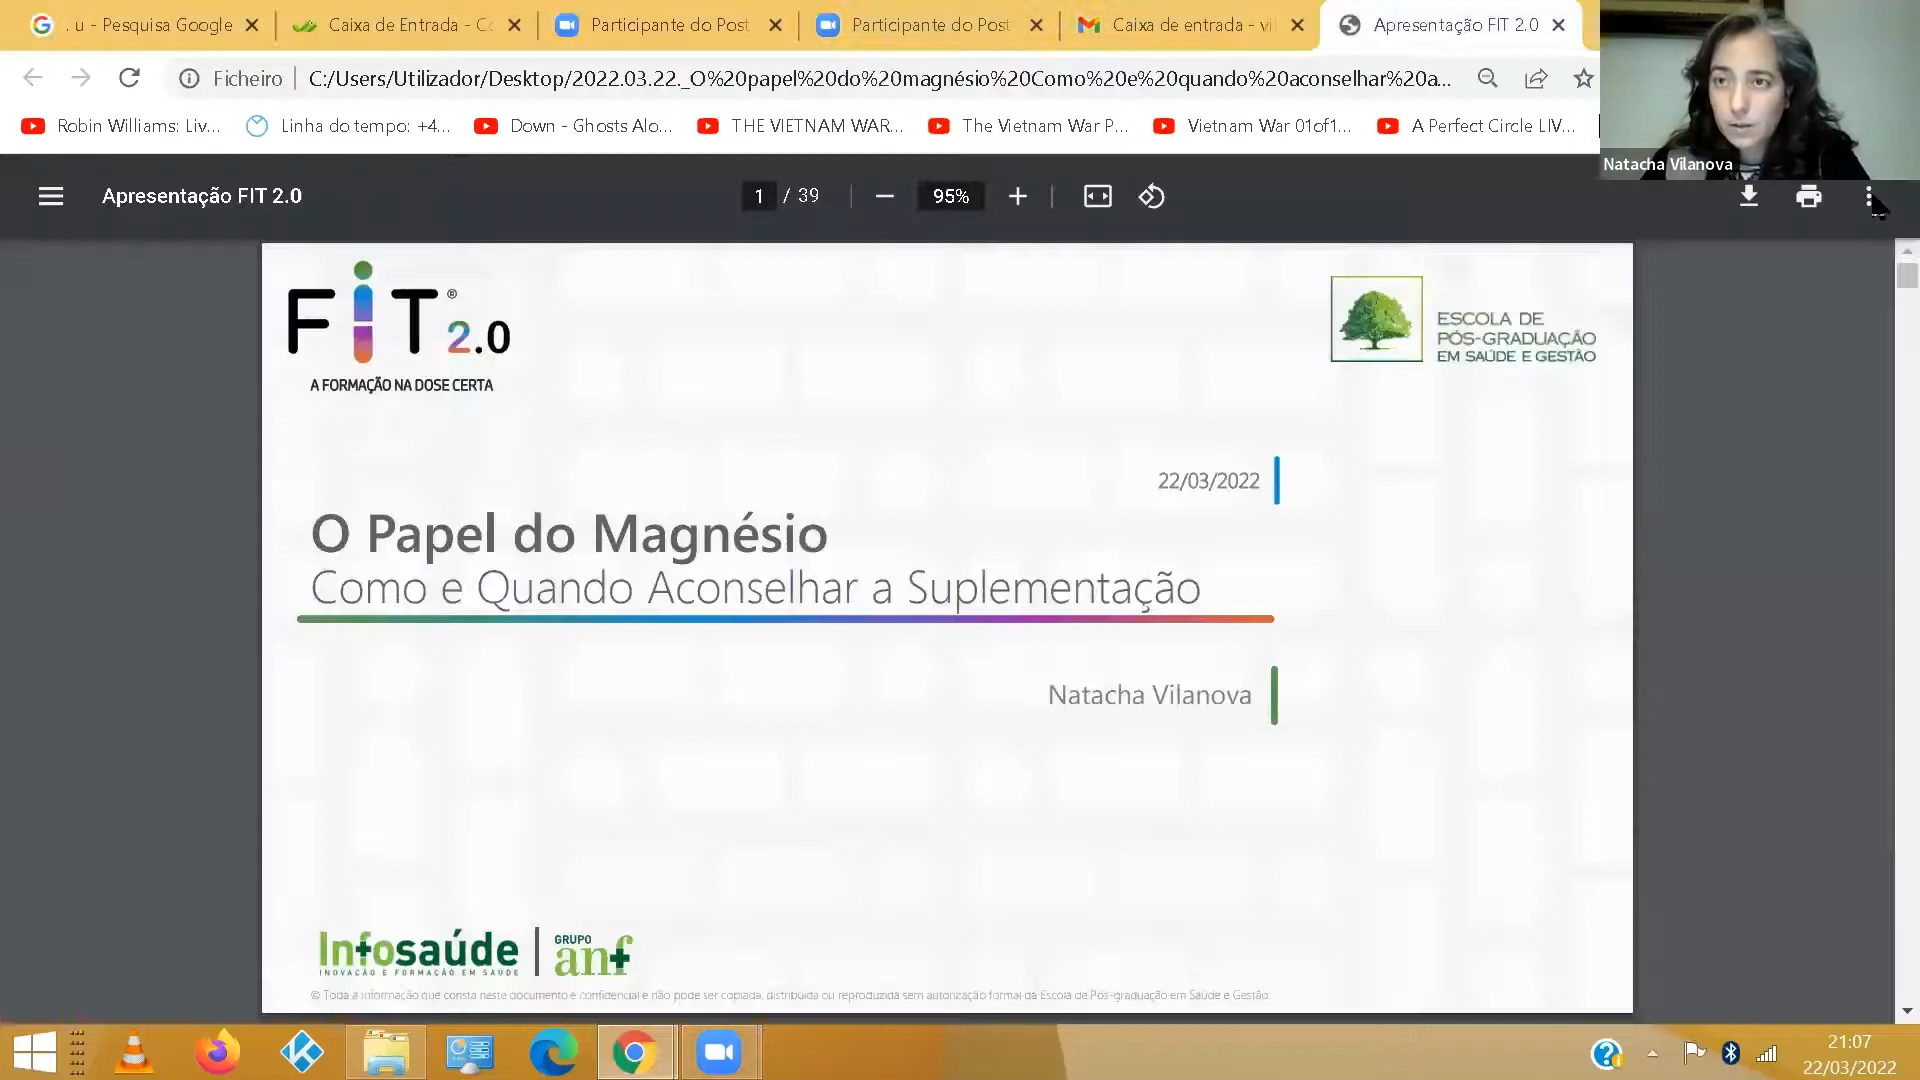 . u - Pesquisa Google
Caixa de Entrada - Co
Participante do Post
Participante do Post
Caixa de entrada - vil
Apresentação FIT 2.0
Ficheiro
C:/Users/Utilizador/Desktop/2022.03.22._O%20papel%20do%20magnésio%20Como%20e%20quando%20aconselhar%20a...
Robin Williams: Liv...
Linha do tempo: +4...
Down - Ghosts Alo...
THE VIETNAM WAR...
The Vietnam War P...
Vietnam War 01of1...
A Perfect Circle LIV...
Natacha Vilanova
Apresentação FIT 2.0
1 / 39
95%
FiT® 2.0
A FORMAÇÃO NA DOSE CERTA
ESCOLA DE
PÓS-GRADUAÇÃO
EM SAÚDE E GESTÃO
22/03/2022
O Papel do Magnésio
Como e Quando Aconselhar a Suplementação
Natacha Vilanova
Infosaúde
INOVAÇÃO E FORMAÇÃO EM SAÚDE
GRUPO
anf
© Toda a informação que consta neste documento é confidencial e não pode ser copiada, distribuída ou reproduzida sem autorização formal da Escola de Pós-graduação em Saúde e Gestão.
21:07
22/03/2022